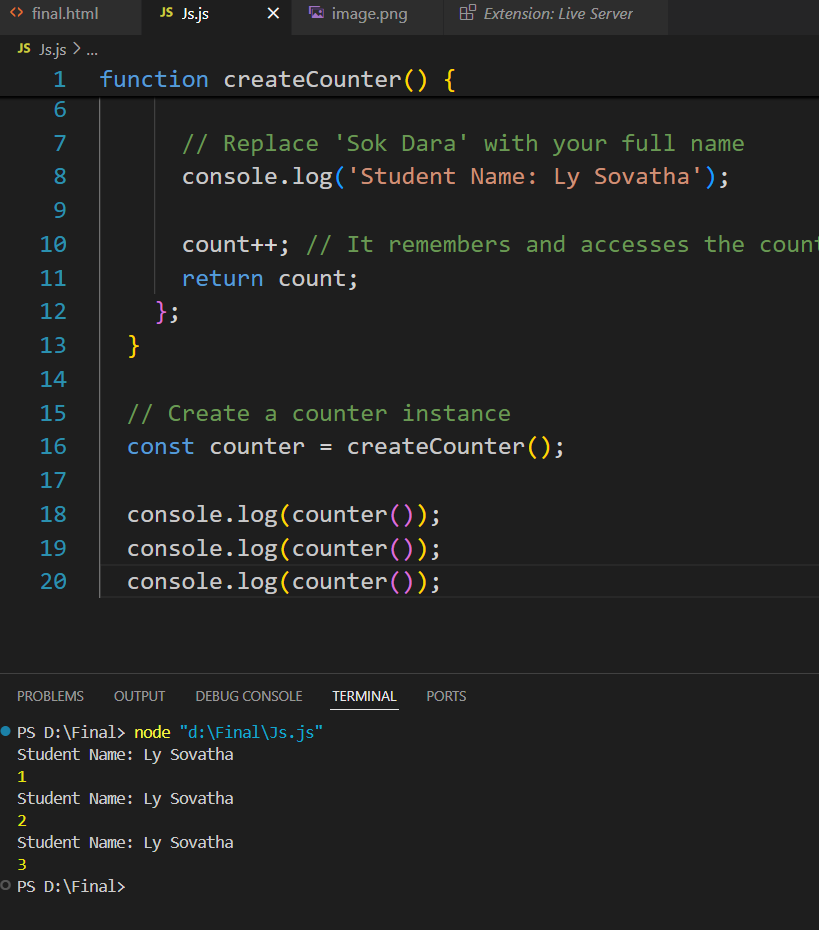 final.html
JS Js.js
image.png
Extension: Live Server
JS Js.js > ...
1 function createCounter() {
6
7 // Replace 'Sok Dara' with your full name
8 console.log('Student Name: Ly Sovatha');
9
10 count++; // It remembers and accesses the count
11 return count;
12 };
13 }
14
15 // Create a counter instance
16 const counter = createCounter();
17
18 console.log(counter());
19 console.log(counter());
20 console.log(counter());
PROBLEMS OUTPUT DEBUG CONSOLE TERMINAL PORTS
PS D:\Final> node "d:\Final\Js.js"
Student Name: Ly Sovatha
1
Student Name: Ly Sovatha
2
Student Name: Ly Sovatha
3
PS D:\Final>